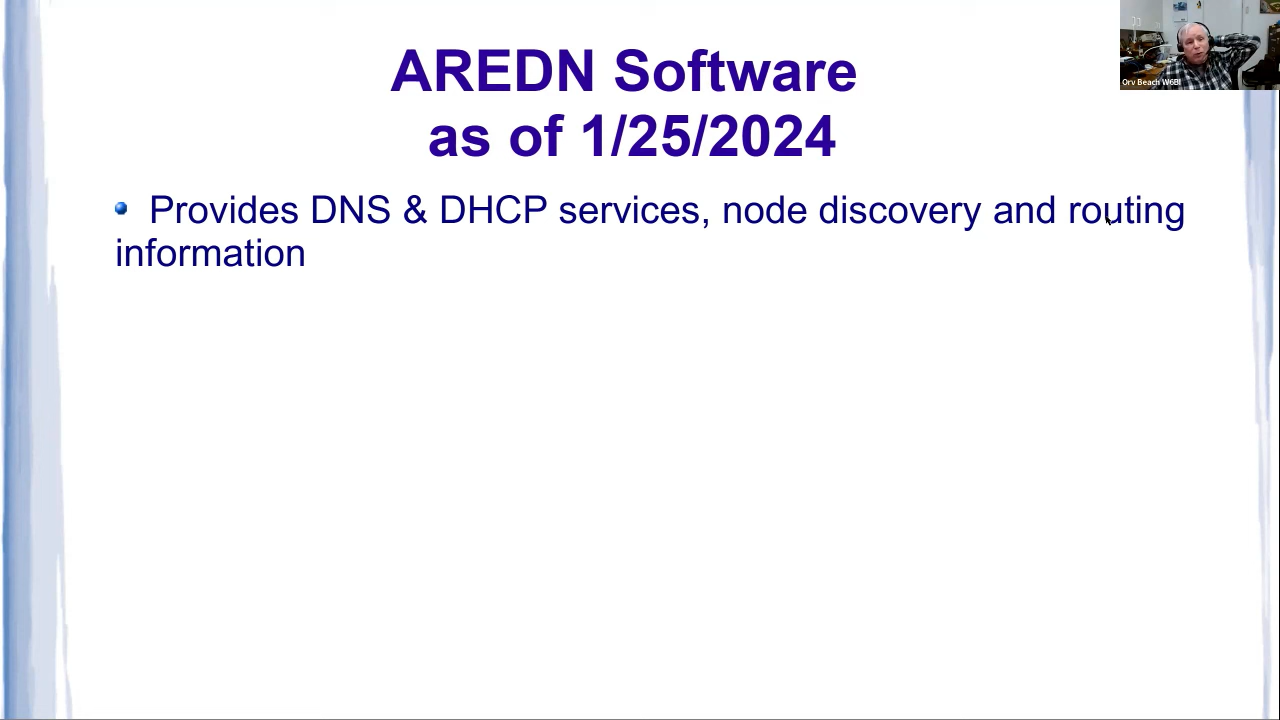 AREDN Software
as of 1/25/2024
Provides DNS & DHCP services, node discovery and routing
information
Orv Beach W6BI